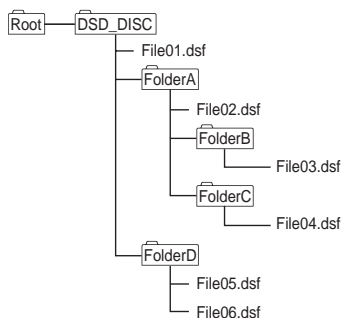 Root DSD_DISC
File01.dsf
FolderA
File02.dsf
FolderB
File03.dsf
FolderC
File04.dsf
FolderD
File05.dsf
File06.dsf